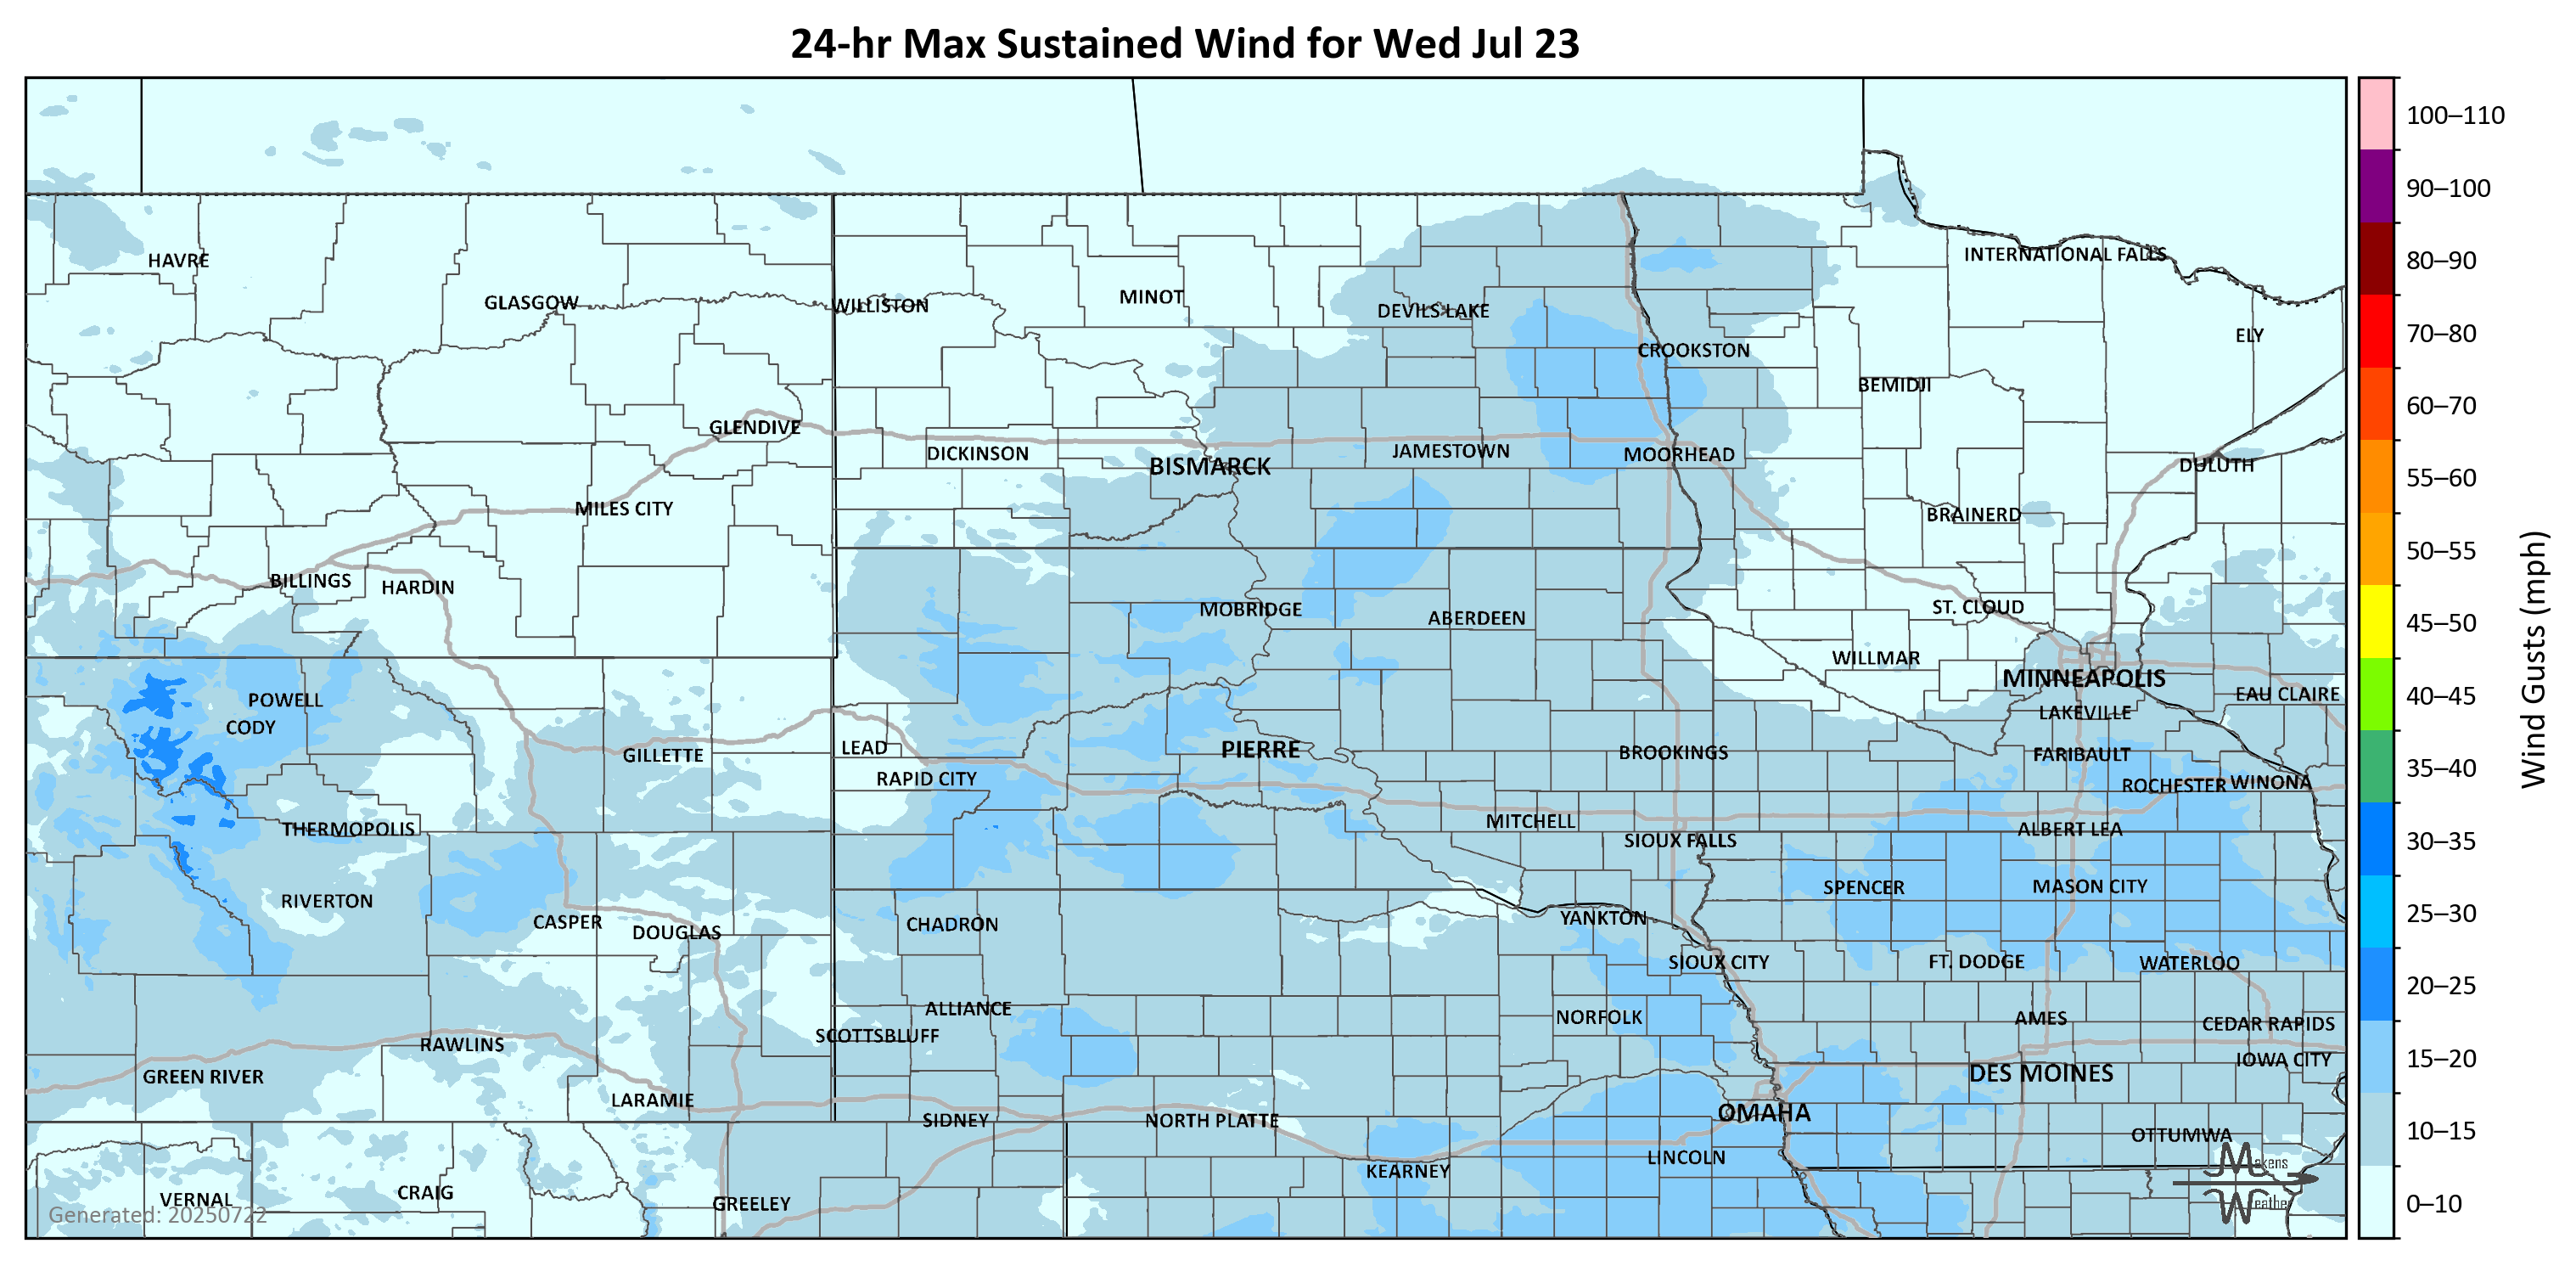 24-hr Max Sustained Wind for Wed Jul 23
100–110
90–100
80–90
70–80
60–70
55–60
50–55
45–50
40–45
35–40
30–35
25–30
20–25
15–20
10–15
0–10
Wind Gusts (mph)
HAVRE
INTERNATIONAL FALLS
GLASGOW
WILLISTON
MINOT
DEVILS LAKE
ELY
CROOKSTON
BEMIDJI
GLENDIVE
DICKINSON
BISMARCK
JAMESTOWN
MOORHEAD
DULUTH
MILES CITY
BRAINERD
BILLINGS
HARDIN
MOBRIDGE
ABERDEEN
ST. CLOUD
WILLMAR
MINNEAPOLIS
EAU CLAIRE
POWELL
CODY
LAKEVILLE
GILLETTE
LEAD
PIERRE
BROOKINGS
FARIBAULT
RAPID CITY
ROCHESTER
WINONA
THERMOPOLIS
MITCHELL
SIOUX FALLS
ALBERT LEA
RIVERTON
SPENCER
MASON CITY
CASPER
DOUGLAS
CHADRON
YANKTON
SIOUX CITY
FT. DODGE
WATERLOO
ALLIANCE
NORFOLK
AMES
CEDAR RAPIDS
SCOTTSBLUFF
RAWLINS
IOWA CITY
GREEN RIVER
DES MOINES
LARAMIE
SIDNEY
NORTH PLATTE
OMAHA
OTTUMWA
LINCOLN
KEARNEY
VERNAL
CRAIG
GREELEY
Makens
Weather
Generated: 20250722